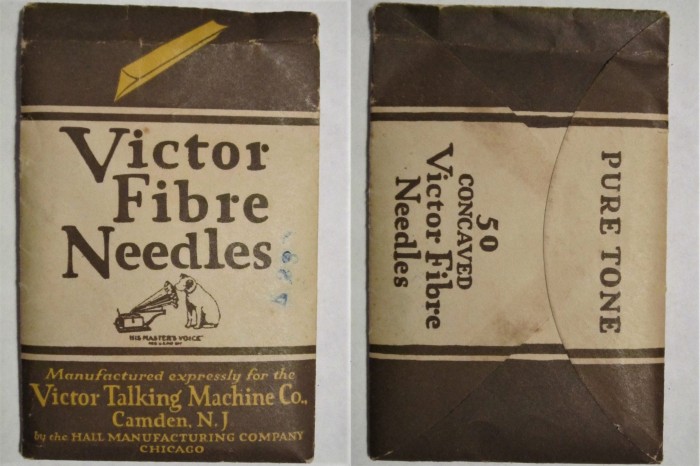 Victor
Fibre
Needles
HIS MASTER'S VOICE
Manufactured expressly for the
Victor Talking Machine Co.,
Camden, N.J
by the HALL MANUFACTURING COMPANY
CHICAGO
50
CONCAVED
Victor Fibre
Needles
PURE TONE